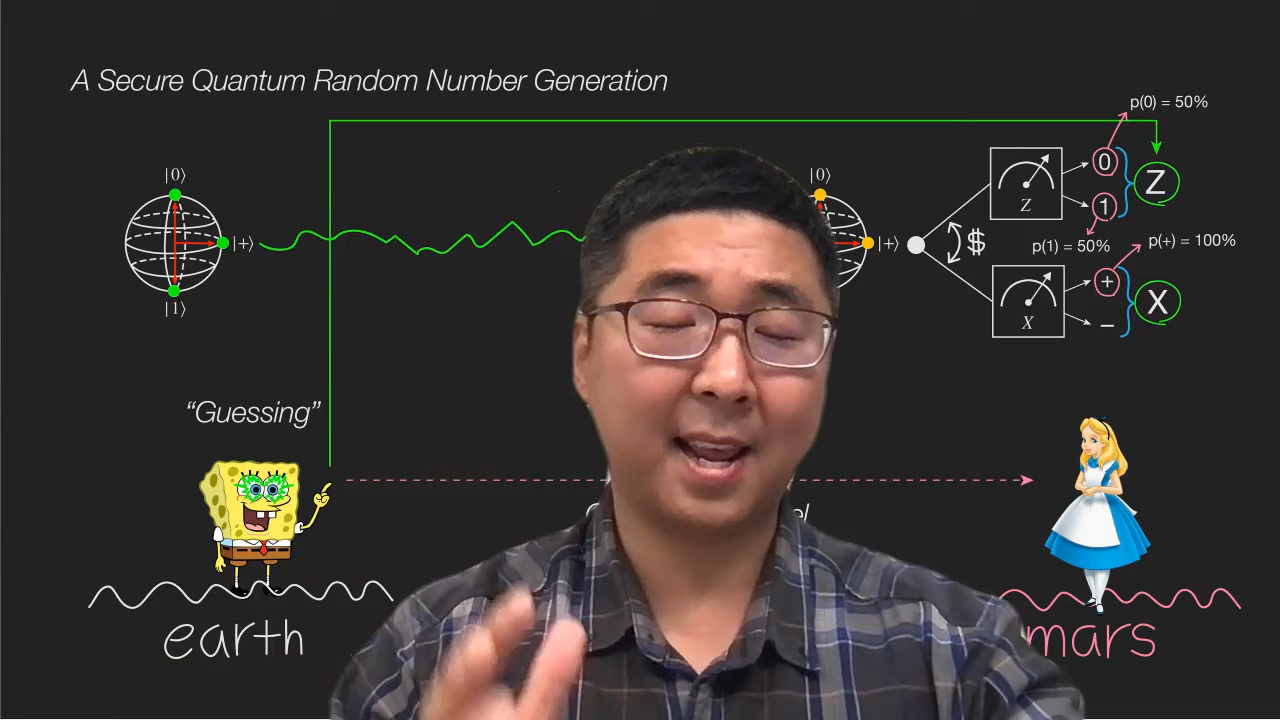 A Secure Quantum Random Number Generation
p(0) = 50%
|0⟩
|0⟩
0
Z
Z
1
|+⟩
|+⟩
$
p(1) = 50%
p(+) = 100%
+
X
X
−
|1⟩
“Guessing”
earth
mars